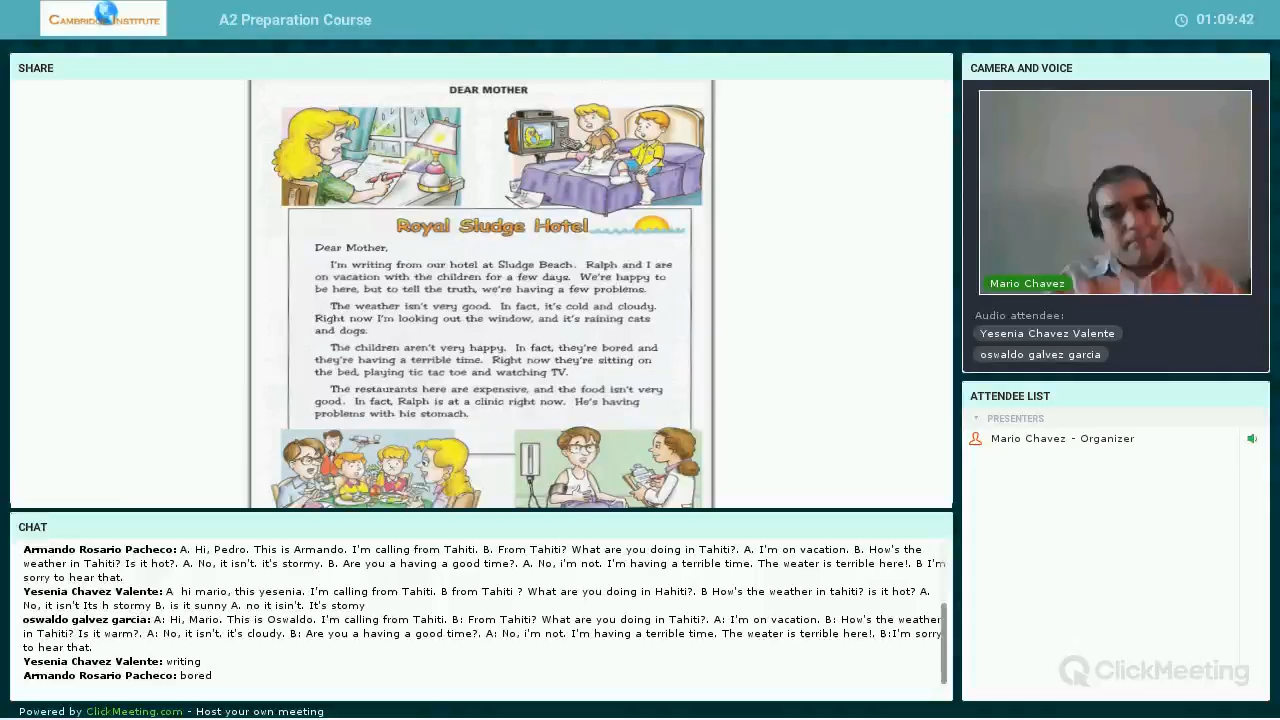 CAMBRIDGE INSTITUTE
A2 Preparation Course
01:09:42
SHARE
DEAR MOTHER
Royal Sludge Hotel
Dear Mother,
I'm writing from our hotel at Sludge Beach. Ralph and I are
on vacation with the children for a few days. We're happy to
be here, but to tell the truth, we're having a few problems.
The weather isn't very good. In fact, it's cold and cloudy.
Right now I'm looking out the window, and it's raining cats
and dogs.
The children aren't very happy. In fact, they're bored and
they're having a terrible time. Right now they're sitting on
the bed, playing tic tac toe and watching TV.
The restaurants here are expensive, and the food isn't very
good. In fact, Ralph is at a clinic right now. He's having
problems with his stomach.
CAMERA AND VOICE
Mario Chavez
Audio attendee:
Yesenia Chavez Valente
oswaldo galvez garcia
ATTENDEE LIST
PRESENTERS
Mario Chavez - Organizer
CHAT
Armando Rosario Pacheco: A. Hi, Pedro. This is Armando. I'm calling from Tahiti. B. From Tahiti? What are you doing in Tahiti?. A. I'm on vacation. B. How's the
weather in Tahiti? Is it hot?. A. No, it isn't. it's stormy. B. Are you a having a good time?. A. No, i'm not. I'm having a terrible time. The weater is terrible here!. B I'm
sorry to hear that.
Yesenia Chavez Valente: A hi mario, this yesenia. I'm calling from Tahiti. B from Tahiti ? What are you doing in Hahiti?. B How's the weather in tahiti? is it hot? A.
No, it isn't Its h stormy B. is it sunny A. no it isin't. It's stomy
oswaldo galvez garcia: A: Hi, Mario. This is Oswaldo. I'm calling from Tahiti. B: From Tahiti? What are you doing in Tahiti?. A: I'm on vacation. B: How's the weather
in Tahiti? Is it warm?. A: No, it isn't. it's cloudy. B: Are you a having a good time?. A: No, i'm not. I'm having a terrible time. The weater is terrible here!. B:I'm sorry
to hear that.
Yesenia Chavez Valente: writing
Armando Rosario Pacheco: bored
ClickMeeting
Powered by ClickMeeting.com - Host your own meeting